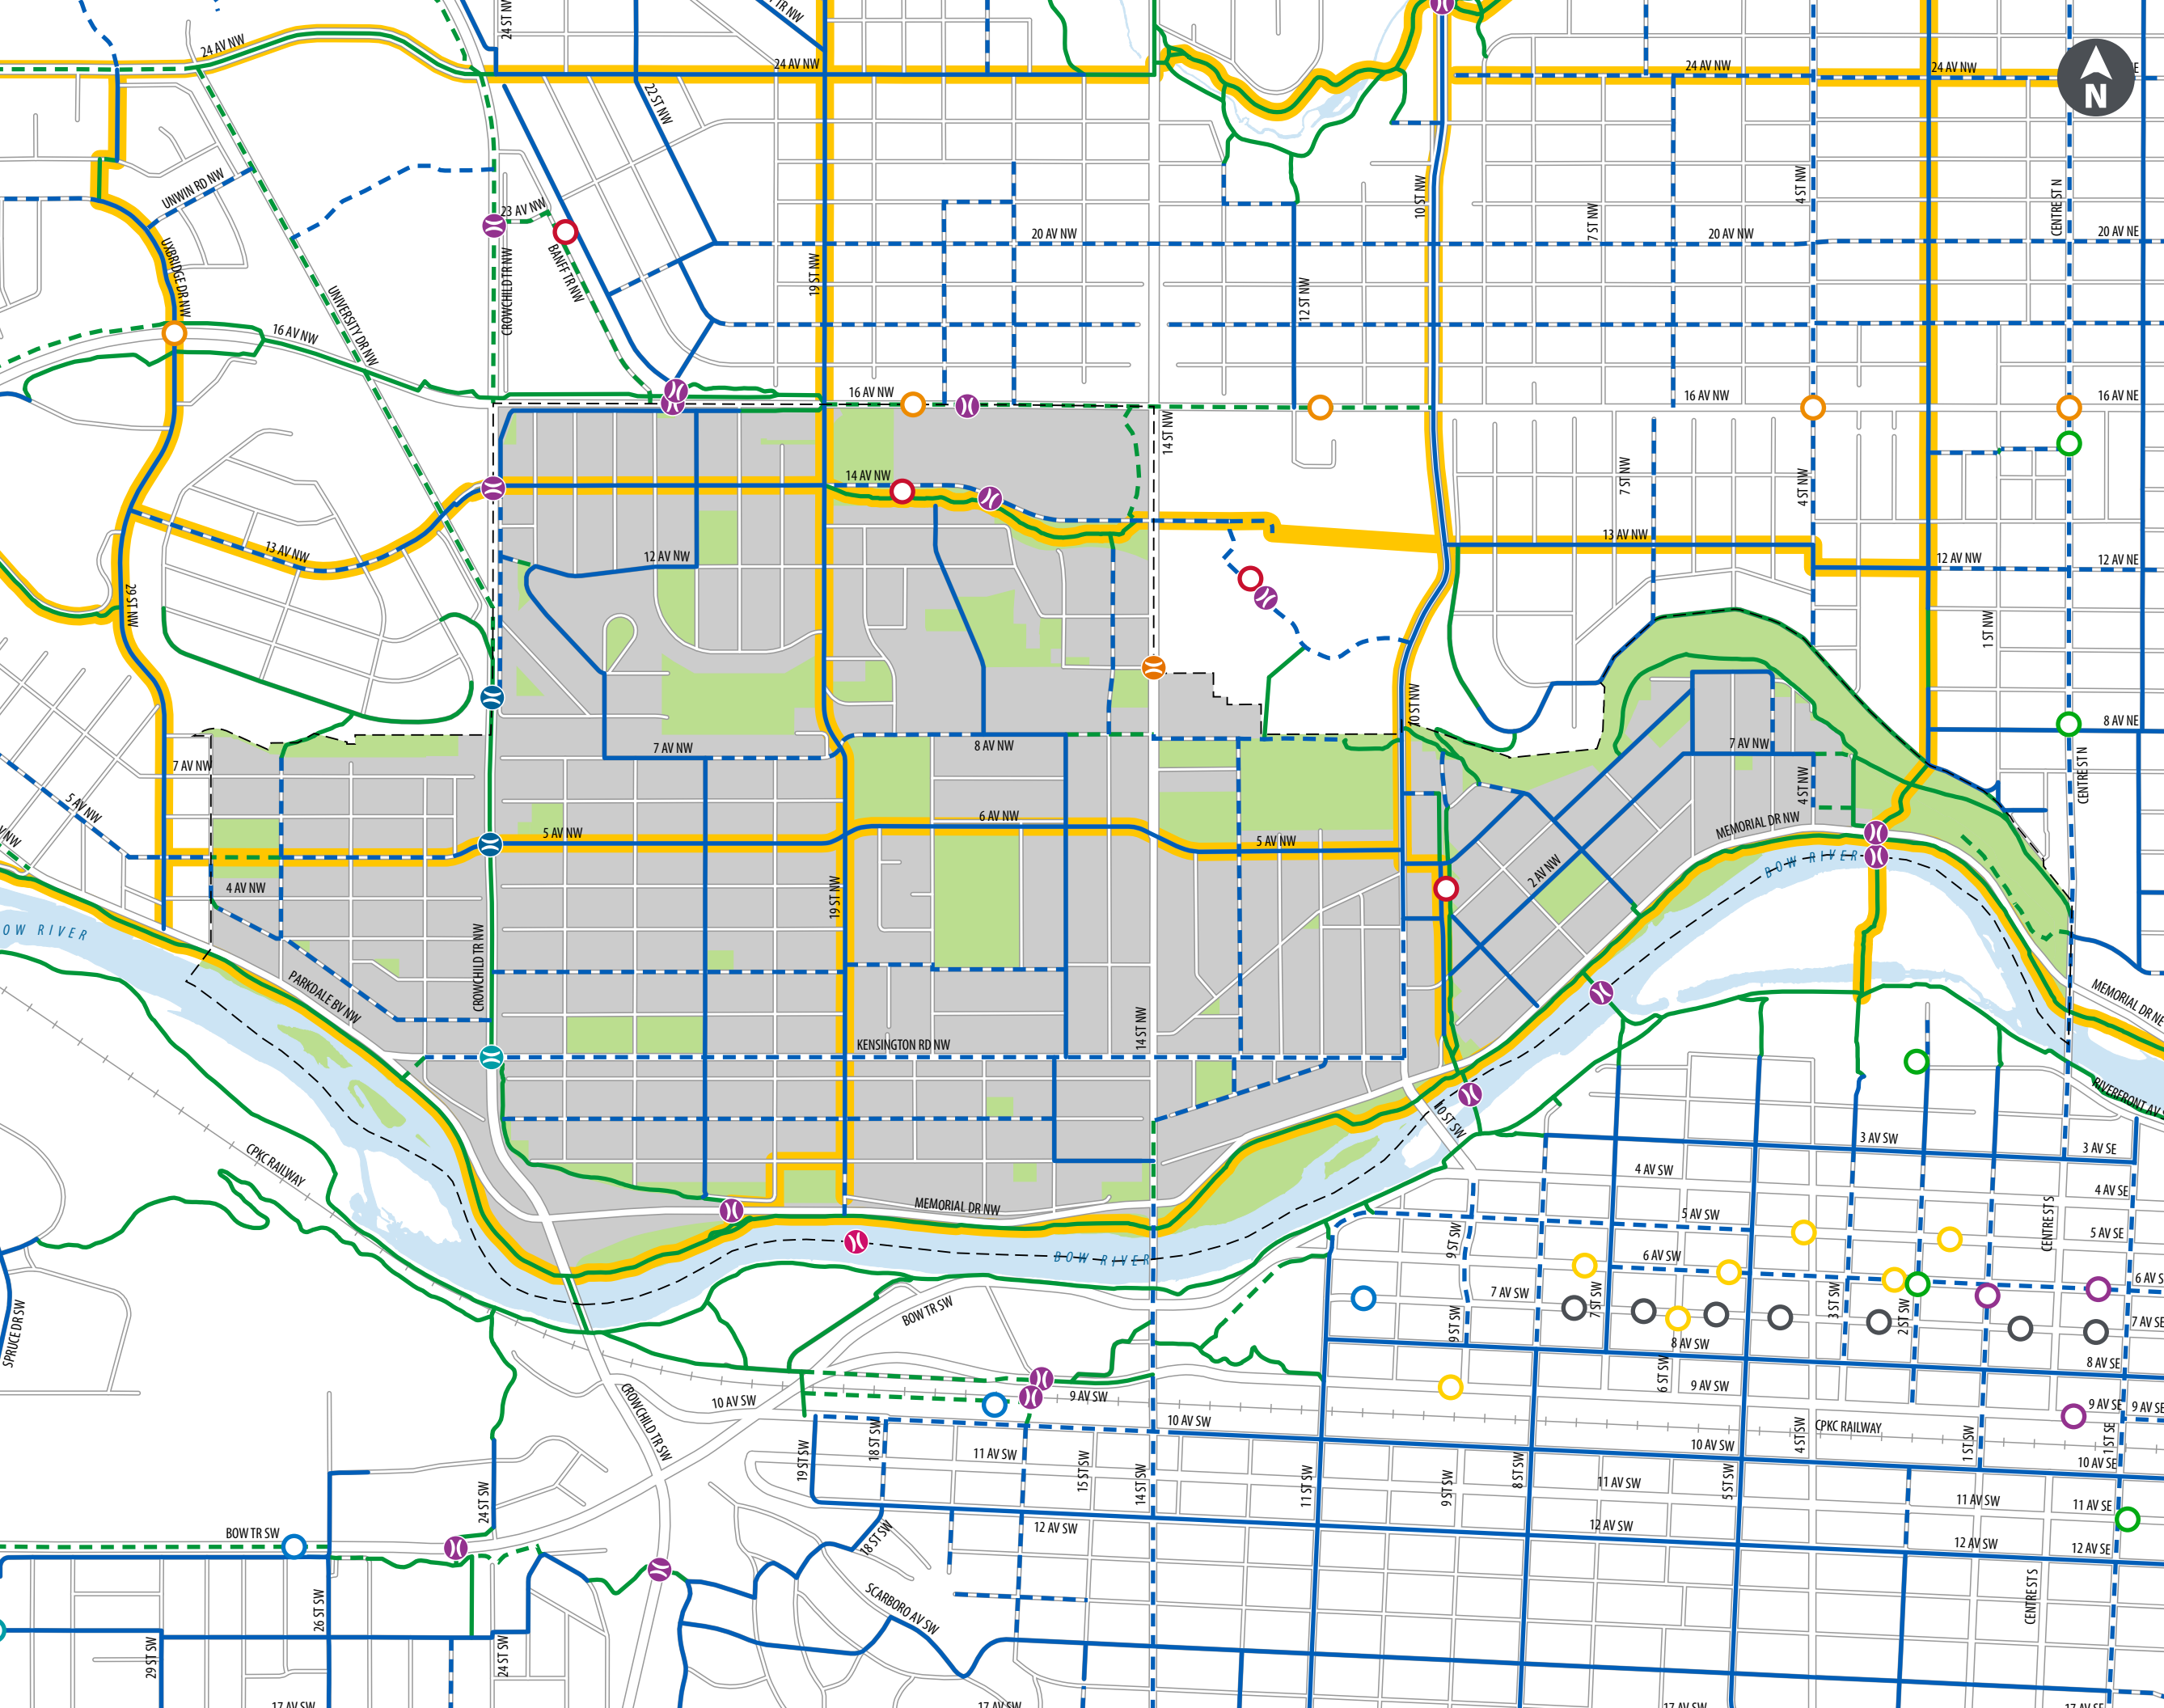 24 ST NW
TR NW
24 AV NW
24 AV NW
24 AV NW
24 AV NW
E
N
22 ST NW
UNWIN RD NW
23 AV NW
10 ST NW
7 ST NW
4 ST NW
CENTRE ST N
20 AV NW
20 AV NW
20 AV NE
UXBRIDGE DR NW
UNIVERSITY DR NW
CROWCHILD TR NW
BANFF TR NW
19 ST NW
12 ST NW
16 AV NW
16 AV NW
16 AV NW
16 AV NE
14 ST NW
14 AV NW
7 ST NW
4 ST NW
13 AV NW
12 AV NW
13 AV NW
12 AV NW
12 AV NE
29 ST NW
1 ST NW
10 ST NW
8 AV NE
7 AV NW
7 AV NW
8 AV NW
7 AV NW
CENTRE ST N
4 ST NW
5 AV NW
V NW
5 AV NW
6 AV NW
5 AV NW
MEMORIAL DR NW
BOW RIVER
4 AV NW
19 ST NW
2 AV NW
OW RIVER
CROWCHILD TR NW
PARKDALE BV NW
14 ST NW
KENSINGTON RD NW
MEMORIAL DR NE
RIVERFRONT AV
10 ST SW
CPKC RAILWAY
3 AV SW
3 AV SE
4 AV SW
4 AV SE
MEMORIAL DR NW
5 AV SW
5 AV SE
CENTRE ST S
9 ST SW
BOW RIVER
6 AV SW
6 AV S
SPRUCE DR SW
BOW TR SW
7 AV SW
7 ST SW
3 ST SW
2 ST SW
9 ST SW
7 AV SE
8 AV SW
8 AV SE
6 ST SW
CROWCHILD TR SW
10 AV SW
9 AV SW
9 AV SW
9 AV SE
9 AV SE
10 AV SW
CPKC RAILWAY
19 ST SW
18 ST SW
11 AV SW
15 ST SW
14 ST SW
11 ST SW
9 ST SW
8 ST SW
10 AV SW
5 ST SW
4 ST SW
1 ST SW
1 ST SE
10 AV SE
11 AV SW
11 AV SW
11 AV SE
24 ST SW
BOW TR SW
18 ST SW
12 AV SW
12 AV SW
12 AV SW
12 AV SE
SCARBORO AV SW
26 ST SW
29 ST SW
24 ST SW
CENTRE ST S
17 AV SW
17 AV SW
17 AV SW
17 AV SE